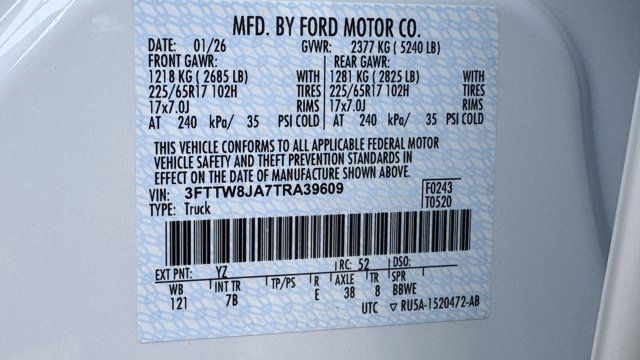 MFD. BY FORD MOTOR CO.
DATE: 01/26 GVWR: 2377 KG ( 5240 LB)
FRONT GAWR: REAR GAWR:
1218 KG ( 2685 LB) WITH 1281 KG ( 2825 LB) WITH
225/65R17 102H TIRES 225/65R17 102H TIRES
17x7.0J RIMS 17x7.0J RIMS
AT 240 kPa/ 35 PSI COLD AT 240 kPa/ 35 PSI COLD
THIS VEHICLE CONFORMS TO ALL APPLICABLE FEDERAL MOTOR
VEHICLE SAFETY AND THEFT PREVENTION STANDARDS IN
EFFECT ON THE DATE OF MANUFACTURE SHOWN ABOVE.
VIN: 3FTTW8JA7TRA39609 F0243
TYPE: Truck T0520
EXT PNT: YZ RC: 52 DSO:
WB INT TR TP/PS R AXLE TR SPR
121 7B E 38 8 BBWE
UTC ▽ RU5A-1520472-AB